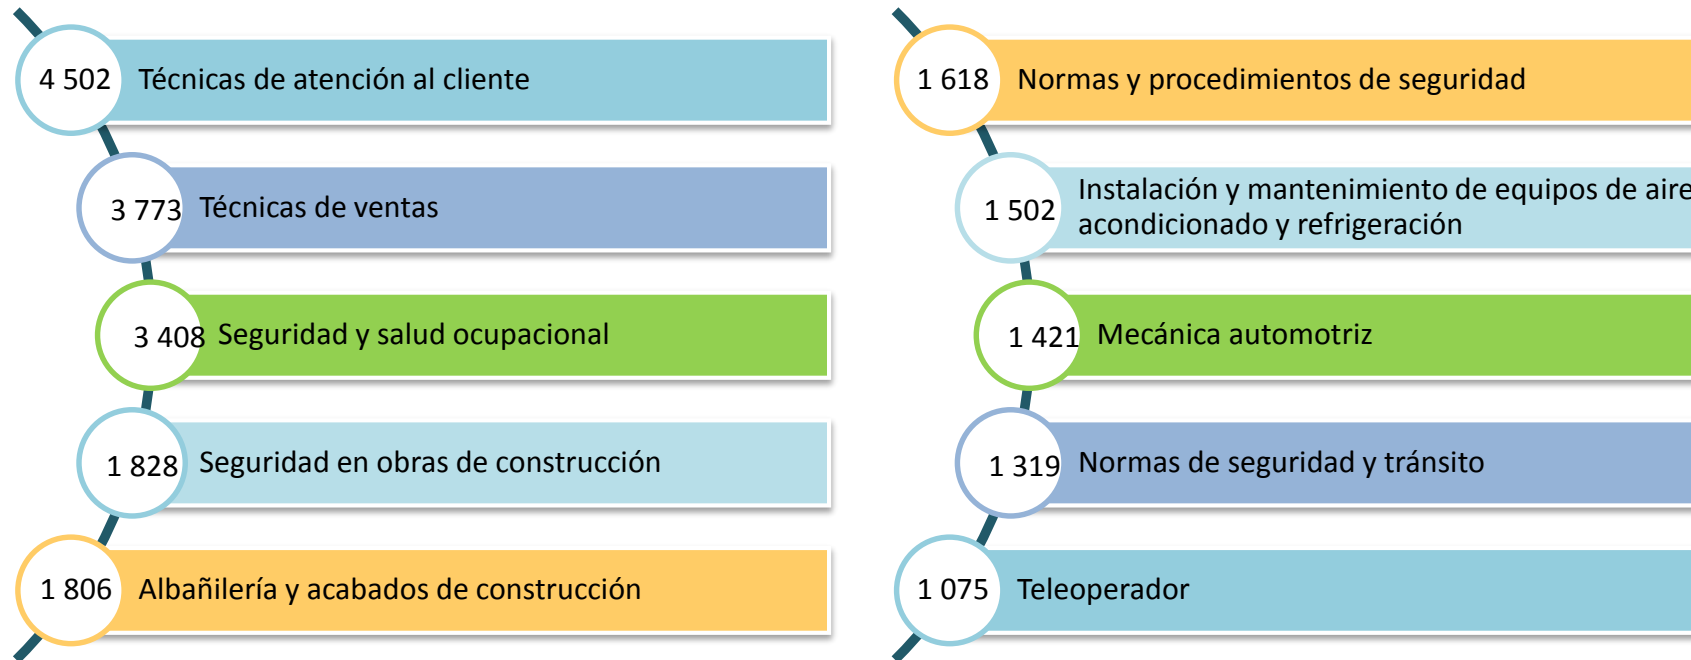 4 502 Técnicas de atención al cliente
3 773 Técnicas de ventas
3 408 Seguridad y salud ocupacional
1 828 Seguridad en obras de construcción
1 806 Albañilería y acabados de construcción
1 618 Normas y procedimientos de seguridad
1 502 Instalación y mantenimiento de equipos de aire
acondicionado y refrigeración
1 421 Mecánica automotriz
1 319 Normas de seguridad y tránsito
1 075 Teleoperador